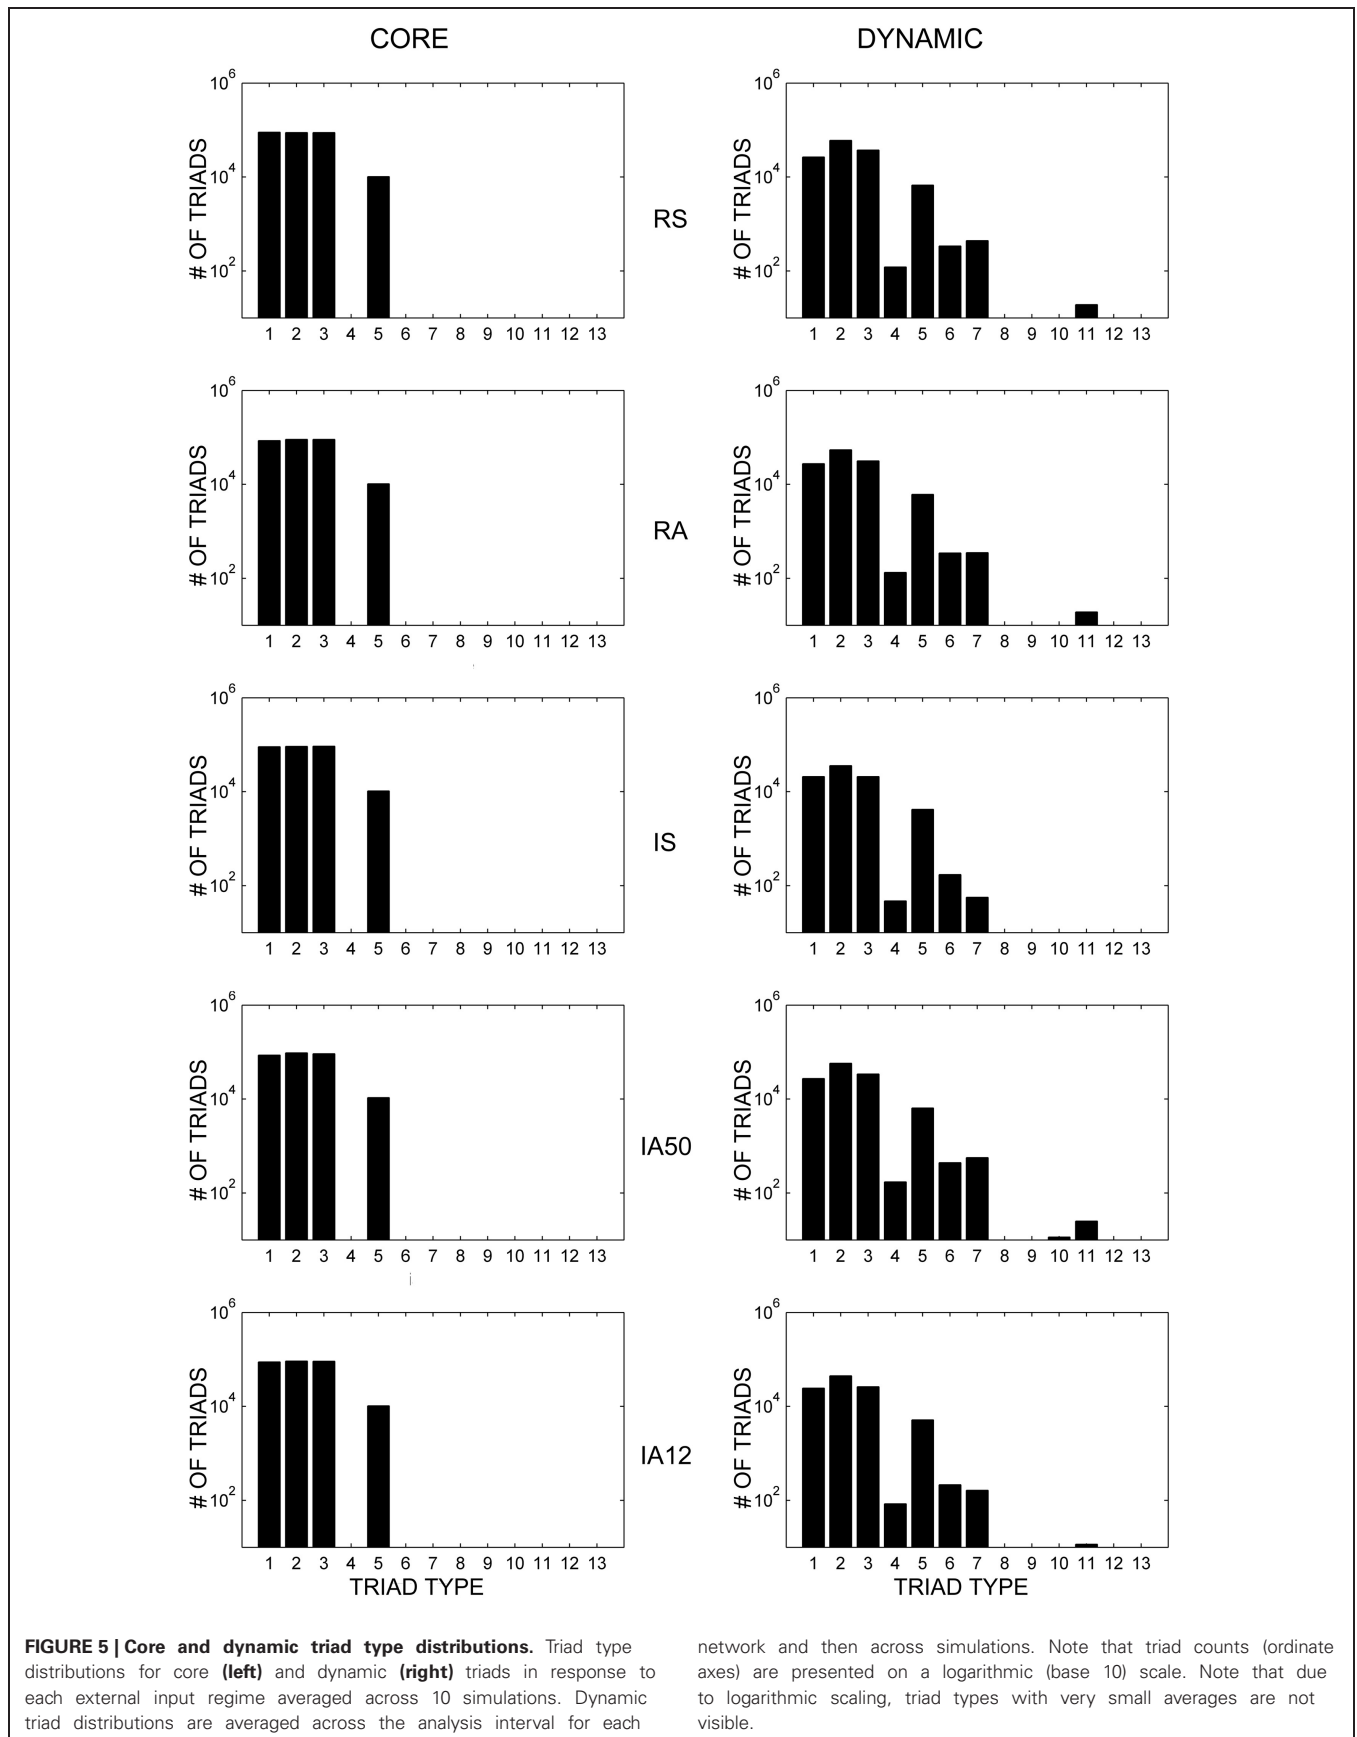 CORE
DYNAMIC
10^6
10^4
10^2
# OF TRIADS
1 2 3 4 5 6 7 8 9 10 11 12 13
RS
10^6
10^4
10^2
# OF TRIADS
1 2 3 4 5 6 7 8 9 10 11 12 13
10^6
10^4
10^2
# OF TRIADS
1 2 3 4 5 6 7 8 9 10 11 12 13
RA
10^6
10^4
10^2
# OF TRIADS
1 2 3 4 5 6 7 8 9 10 11 12 13
10^6
10^4
10^2
# OF TRIADS
1 2 3 4 5 6 7 8 9 10 11 12 13
IS
10^6
10^4
10^2
# OF TRIADS
1 2 3 4 5 6 7 8 9 10 11 12 13
10^6
10^4
10^2
# OF TRIADS
1 2 3 4 5 6 7 8 9 10 11 12 13
IA50
10^6
10^4
10^2
# OF TRIADS
1 2 3 4 5 6 7 8 9 10 11 12 13
10^6
10^4
10^2
# OF TRIADS
1 2 3 4 5 6 7 8 9 10 11 12 13
TRIAD TYPE
IA12
10^6
10^4
10^2
# OF TRIADS
1 2 3 4 5 6 7 8 9 10 11 12 13
TRIAD TYPE
FIGURE 5 | Core and dynamic triad type distributions. Triad type
distributions for core (left) and dynamic (right) triads in response to
each external input regime averaged across 10 simulations. Dynamic
triad distributions are averaged across the analysis interval for each
network and then across simulations. Note that triad counts (ordinate
axes) are presented on a logarithmic (base 10) scale. Note that due
to logarithmic scaling, triad types with very small averages are not
visible.